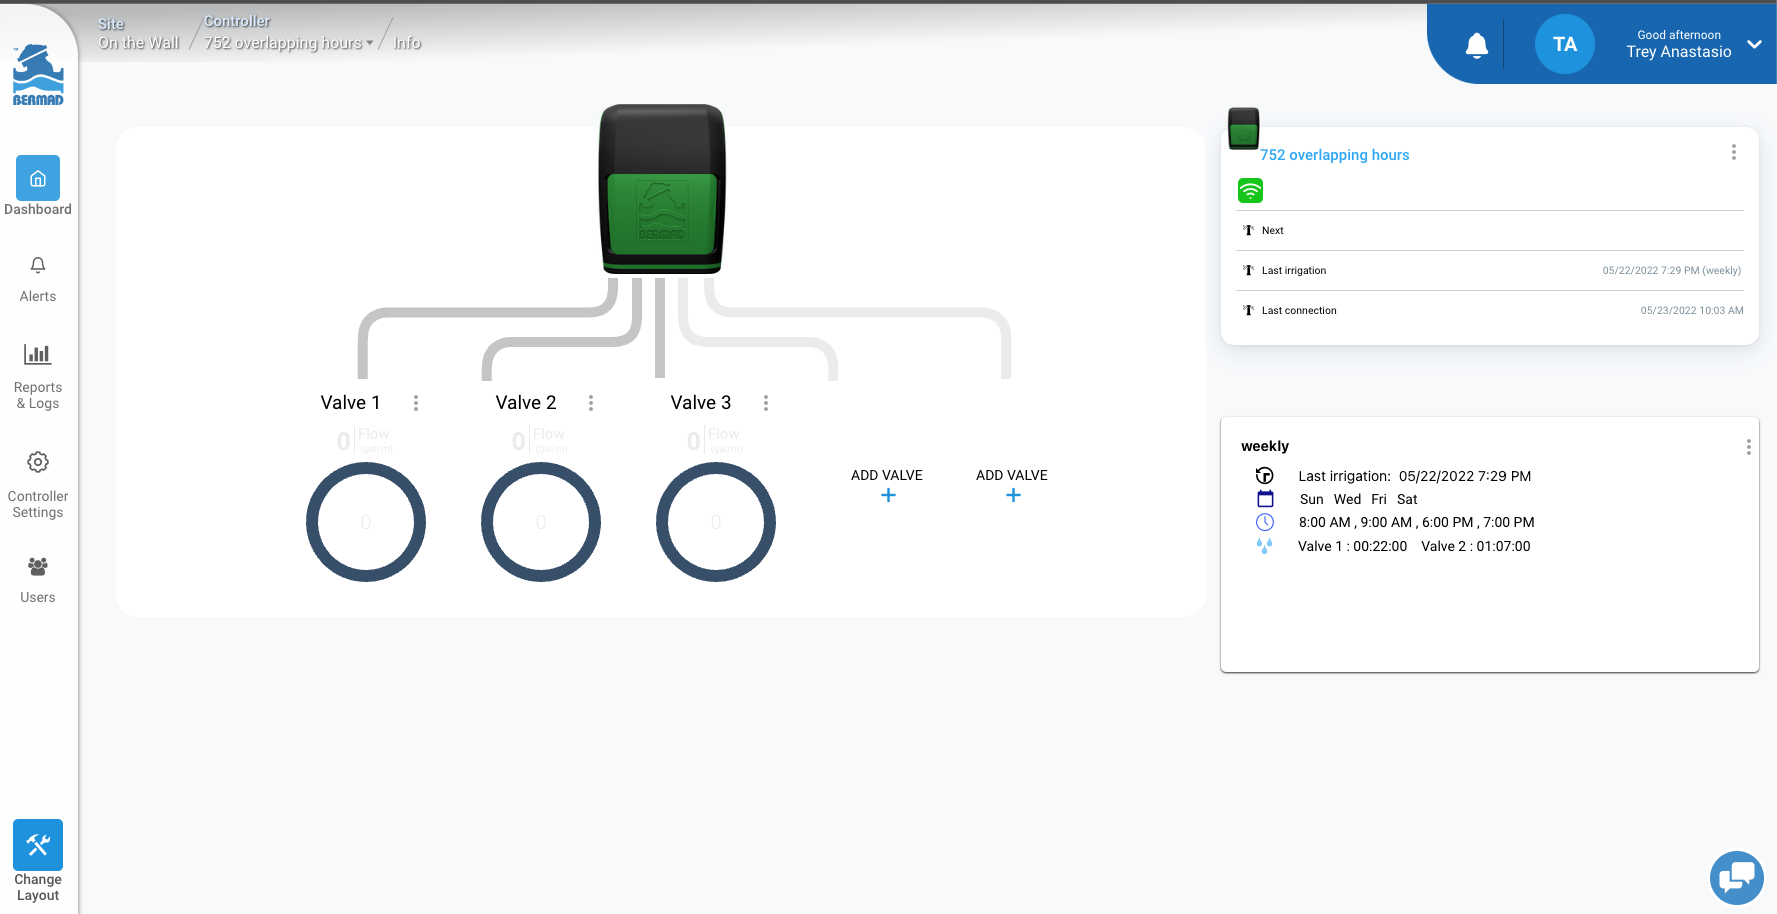 Site
On the Wall
Controller
752 overlapping hours
Info
Good afternoon
TA
Trey Anastasio
BERMAD
Dashboard
Alerts
Reports
& Logs
Controller
Settings
Users
Change
Layout
BERMAD
Valve 1
0 Flow
(gal/m)
0
Valve 2
0 Flow
(gal/m)
0
Valve 3
0 Flow
(gal/m)
0
ADD VALVE
+
ADD VALVE
+
752 overlapping hours
Next
Last irrigation 05/22/2022 7:29 PM (weekly)
Last connection 05/23/2022 10:03 AM
weekly
Last irrigation: 05/22/2022 7:29 PM
Sun Wed Fri Sat
8:00 AM , 9:00 AM , 6:00 PM , 7:00 PM
Valve 1 : 00:22:00 Valve 2 : 01:07:00